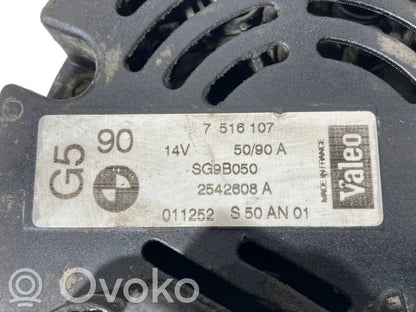 G5
90
7 516 107
14V 50/90 A
SG9B050
2542608 A
011252 S 50 AN 01
MADE IN FRANCE
Valeo
Ovoko.com